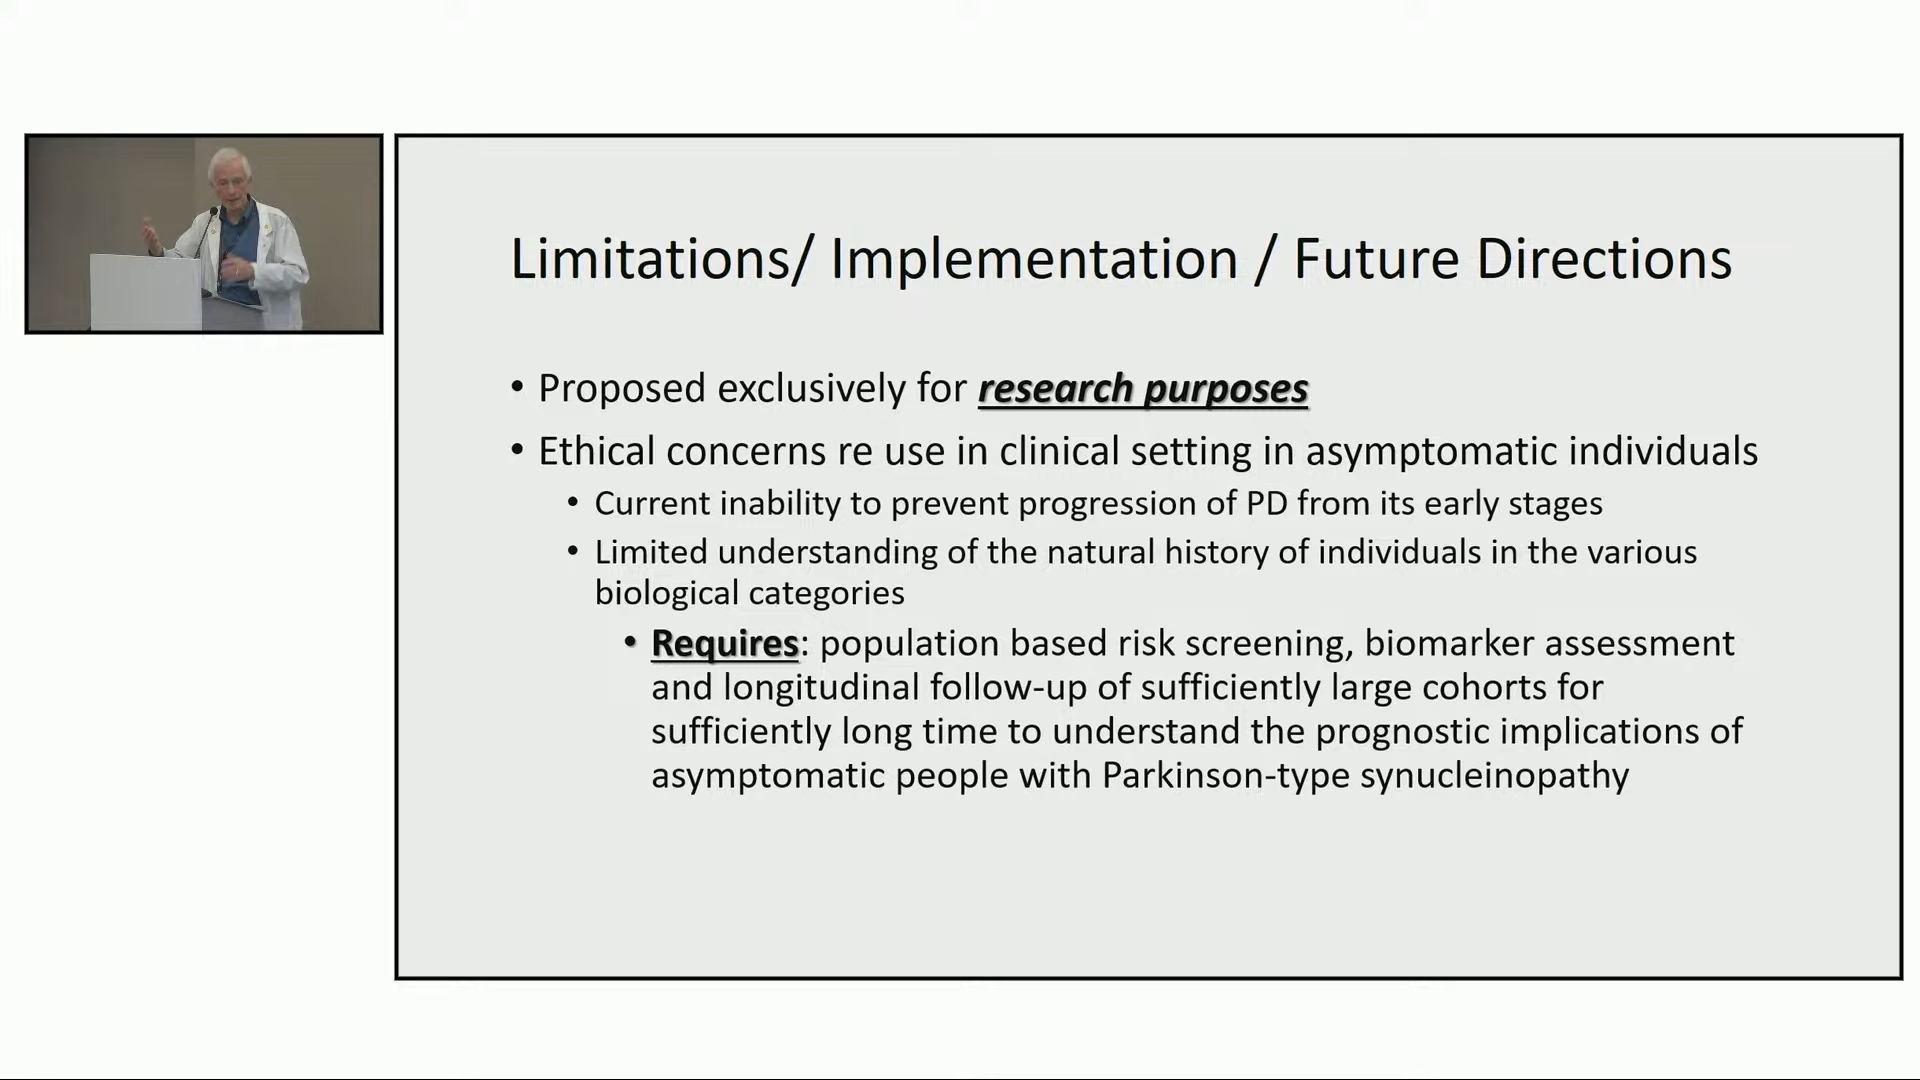 Limitations/ Implementation / Future Directions
• Proposed exclusively for research purposes
• Ethical concerns re use in clinical setting in asymptomatic individuals
• Current inability to prevent progression of PD from its early stages
• Limited understanding of the natural history of individuals in the various
biological categories
• Requires: population based risk screening, biomarker assessment
and longitudinal follow-up of sufficiently large cohorts for
sufficiently long time to understand the prognostic implications of
asymptomatic people with Parkinson-type synucleinopathy